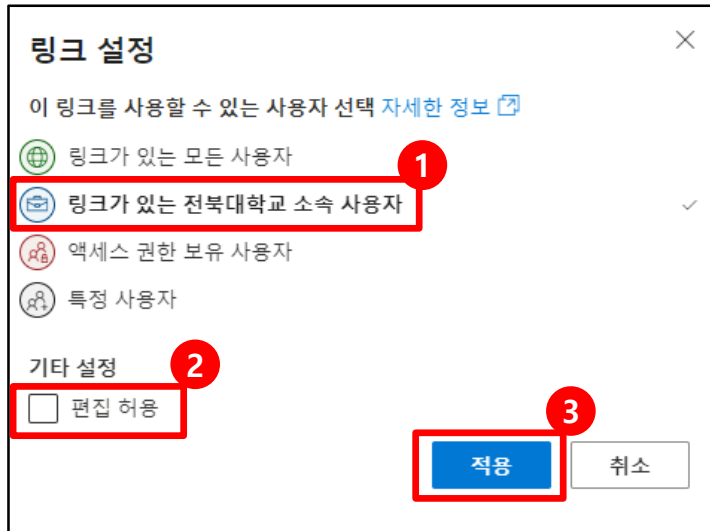 링크 설정
이 링크를 사용할 수 있는 사용자 선택 자세한 정보
링크가 있는 모든 사용자
1
링크가 있는 전북대학교 소속 사용자
액세스 권한 보유 사용자
특정 사용자
기타 설정
2
편집 허용
3
적용
취소